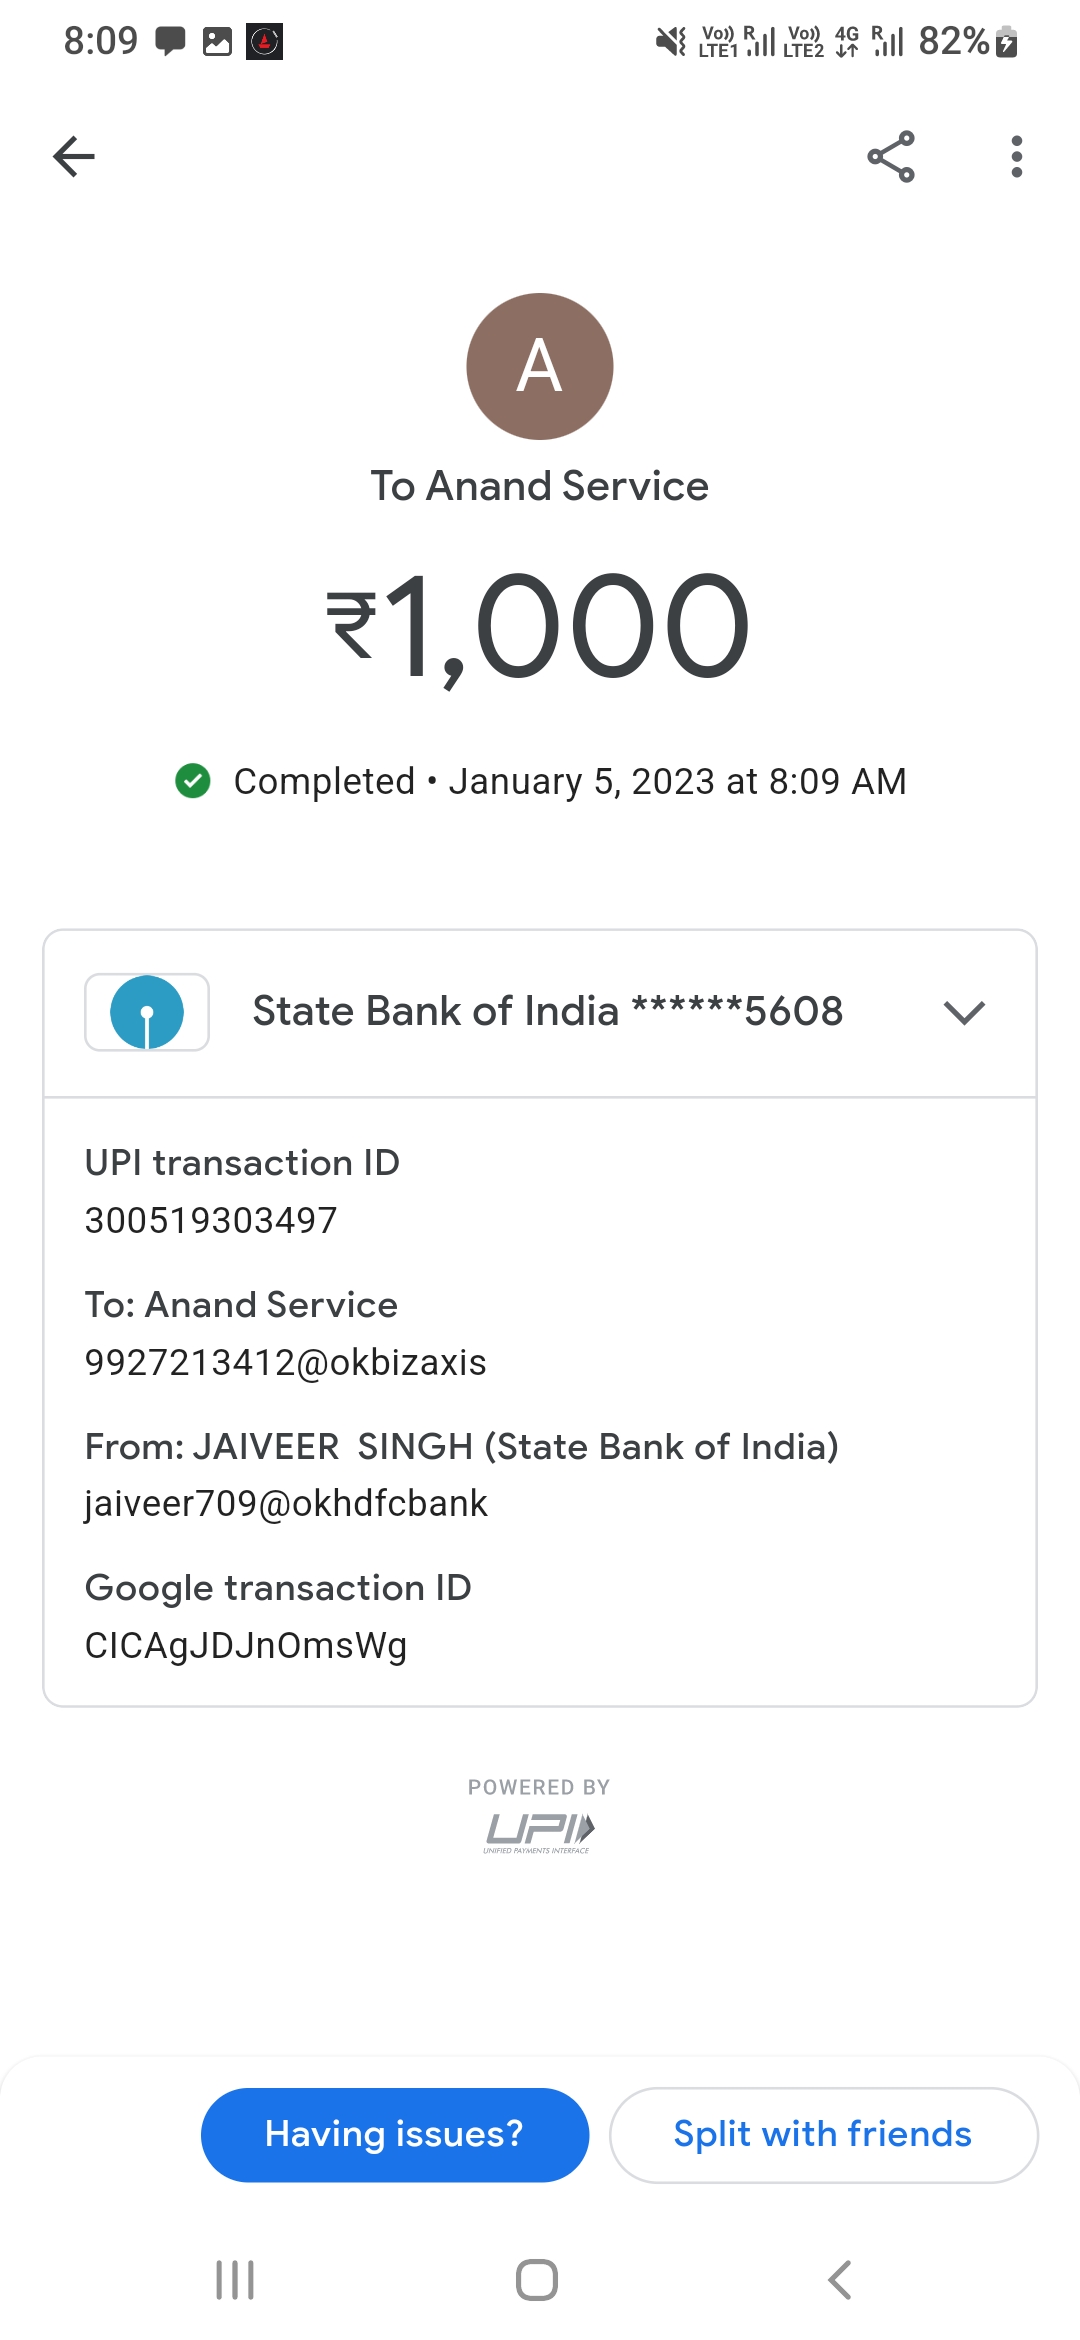 8:09 Vo)) LTE1 R Vo)) LTE2 4G R 82%
A
To Anand Service
₹1,000
Completed • January 5, 2023 at 8:09 AM
State Bank of India ******5608
UPI transaction ID
300519303497
To: Anand Service
9927213412@okbizaxis
From: JAIVEER  SINGH (State Bank of India)
jaiveer709@okhdfcbank
Google transaction ID
CICAgJDJnOmsWg
POWERED BY
UPI
UNIFIED PAYMENTS INTERFACE
Having issues? Split with friends